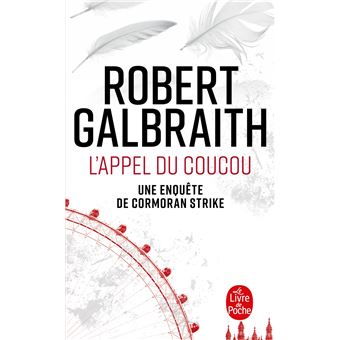 ROBERT
GALBRAITH
L'APPEL DU COUCOU
UNE ENQUÊTE
DE CORMORAN STRIKE
Le
Livre
de
Poche